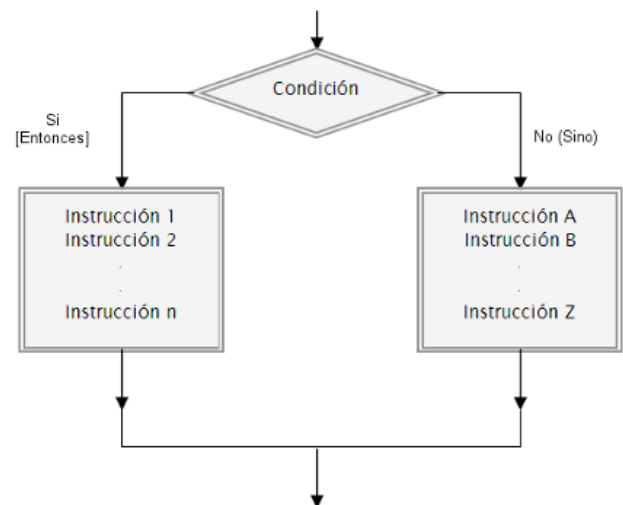 Condición
Si
[Entonces]
No (Sino)
Instrucción 1
Instrucción 2
.
.
Instrucción n
Instrucción A
Instrucción B
.
.
Instrucción Z